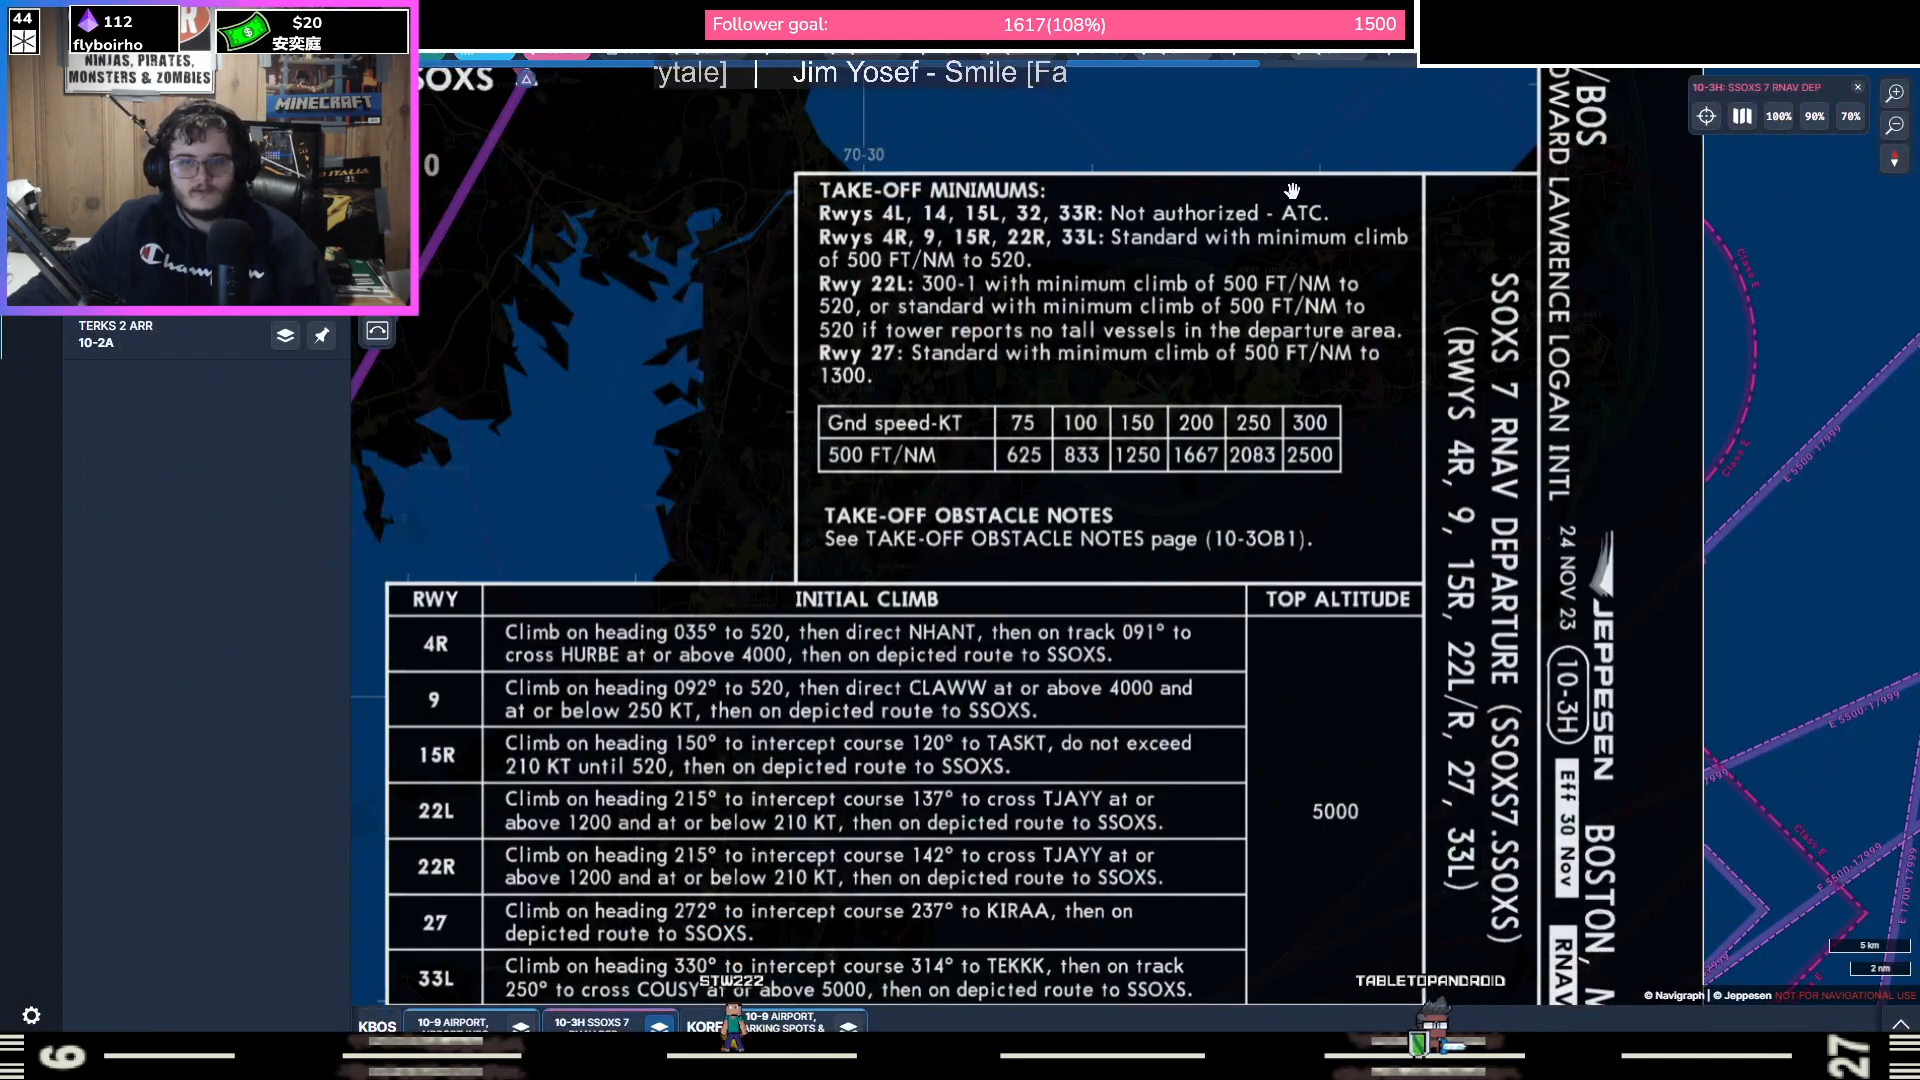 44
112
flyboirho
$20
安奕庭
Follower goal:
1617(108%)
1500
NINJAS, PIRATES,
MONSTERS & ZOMBIES
MINECRAFT
ITALIA
Champion
rytale] | Jim Yosef - Smile [Fa
SOXS
0
70-30
TERKS 2 ARR
10-2A
TAKE-OFF MINIMUMS:
Rwys 4L, 14, 15L, 32, 33R: Not authorized - ATC.
Rwys 4R, 9, 15R, 22R, 33L: Standard with minimum climb
of 500 FT/NM to 520.
Rwy 22L: 300-1 with minimum climb of 500 FT/NM to
520, or standard with minimum climb of 500 FT/NM to
520 if tower reports no tall vessels in the departure area.
Rwy 27: Standard with minimum climb of 500 FT/NM to
1300.
Gnd speed-KT 75 100 150 200 250 300
500 FT/NM 625 833 1250 1667 2083 2500
TAKE-OFF OBSTACLE NOTES
See TAKE-OFF OBSTACLE NOTES page (10-3OB1).
RWY INITIAL CLIMB TOP ALTITUDE
4R
Climb on heading 035° to 520, then direct NHANT, then on track 091° to
cross HURBE at or above 4000, then on depicted route to SSOXS.
9
Climb on heading 092° to 520, then direct CLAWW at or above 4000 and
at or below 250 KT, then on depicted route to SSOXS.
15R
Climb on heading 150° to intercept course 120° to TASKT, do not exceed
210 KT until 520, then on depicted route to SSOXS.
22L
Climb on heading 215° to intercept course 137° to cross TJAYY at or
above 1200 and at or below 210 KT, then on depicted route to SSOXS.
5000
22R
Climb on heading 215° to intercept course 142° to cross TJAYY at or
above 1200 and at or below 210 KT, then on depicted route to SSOXS.
27
Climb on heading 272° to intercept course 237° to KIRAA, then on
depicted route to SSOXS.
33L
Climb on heading 330° to intercept course 314° to TEKKK, then on track
250° to cross COUSY at or above 5000, then on depicted route to SSOXS.
/BOS
OWARD LAWRENCE LOGAN INTL
24 NOV 23
10-3H
Eff 30 Nov
RNAV
JEPPESEN
BOSTON, M
SSOXS 7 RNAV DEPARTURE (SSOXS7.SSOXS)
(RWYS 4R, 9, 15R, 22L/R, 27, 33L)
10-3H: SSOXS 7 RNAV DEP
100%
90%
70%
Class E
Class E
E 5500-17999
E 5500-17999
Class E
E 5500-17999
5 km
2 nm
© Navigraph | © Jeppesen NOT FOR NAVIGATIONAL USE
STW222
TABLETOPANDROID
KBOS
10-9 AIRPORT,
10-3H SSOXS 7
KORF
10-9 AIRPORT,
PARKING SPOTS &
9
27